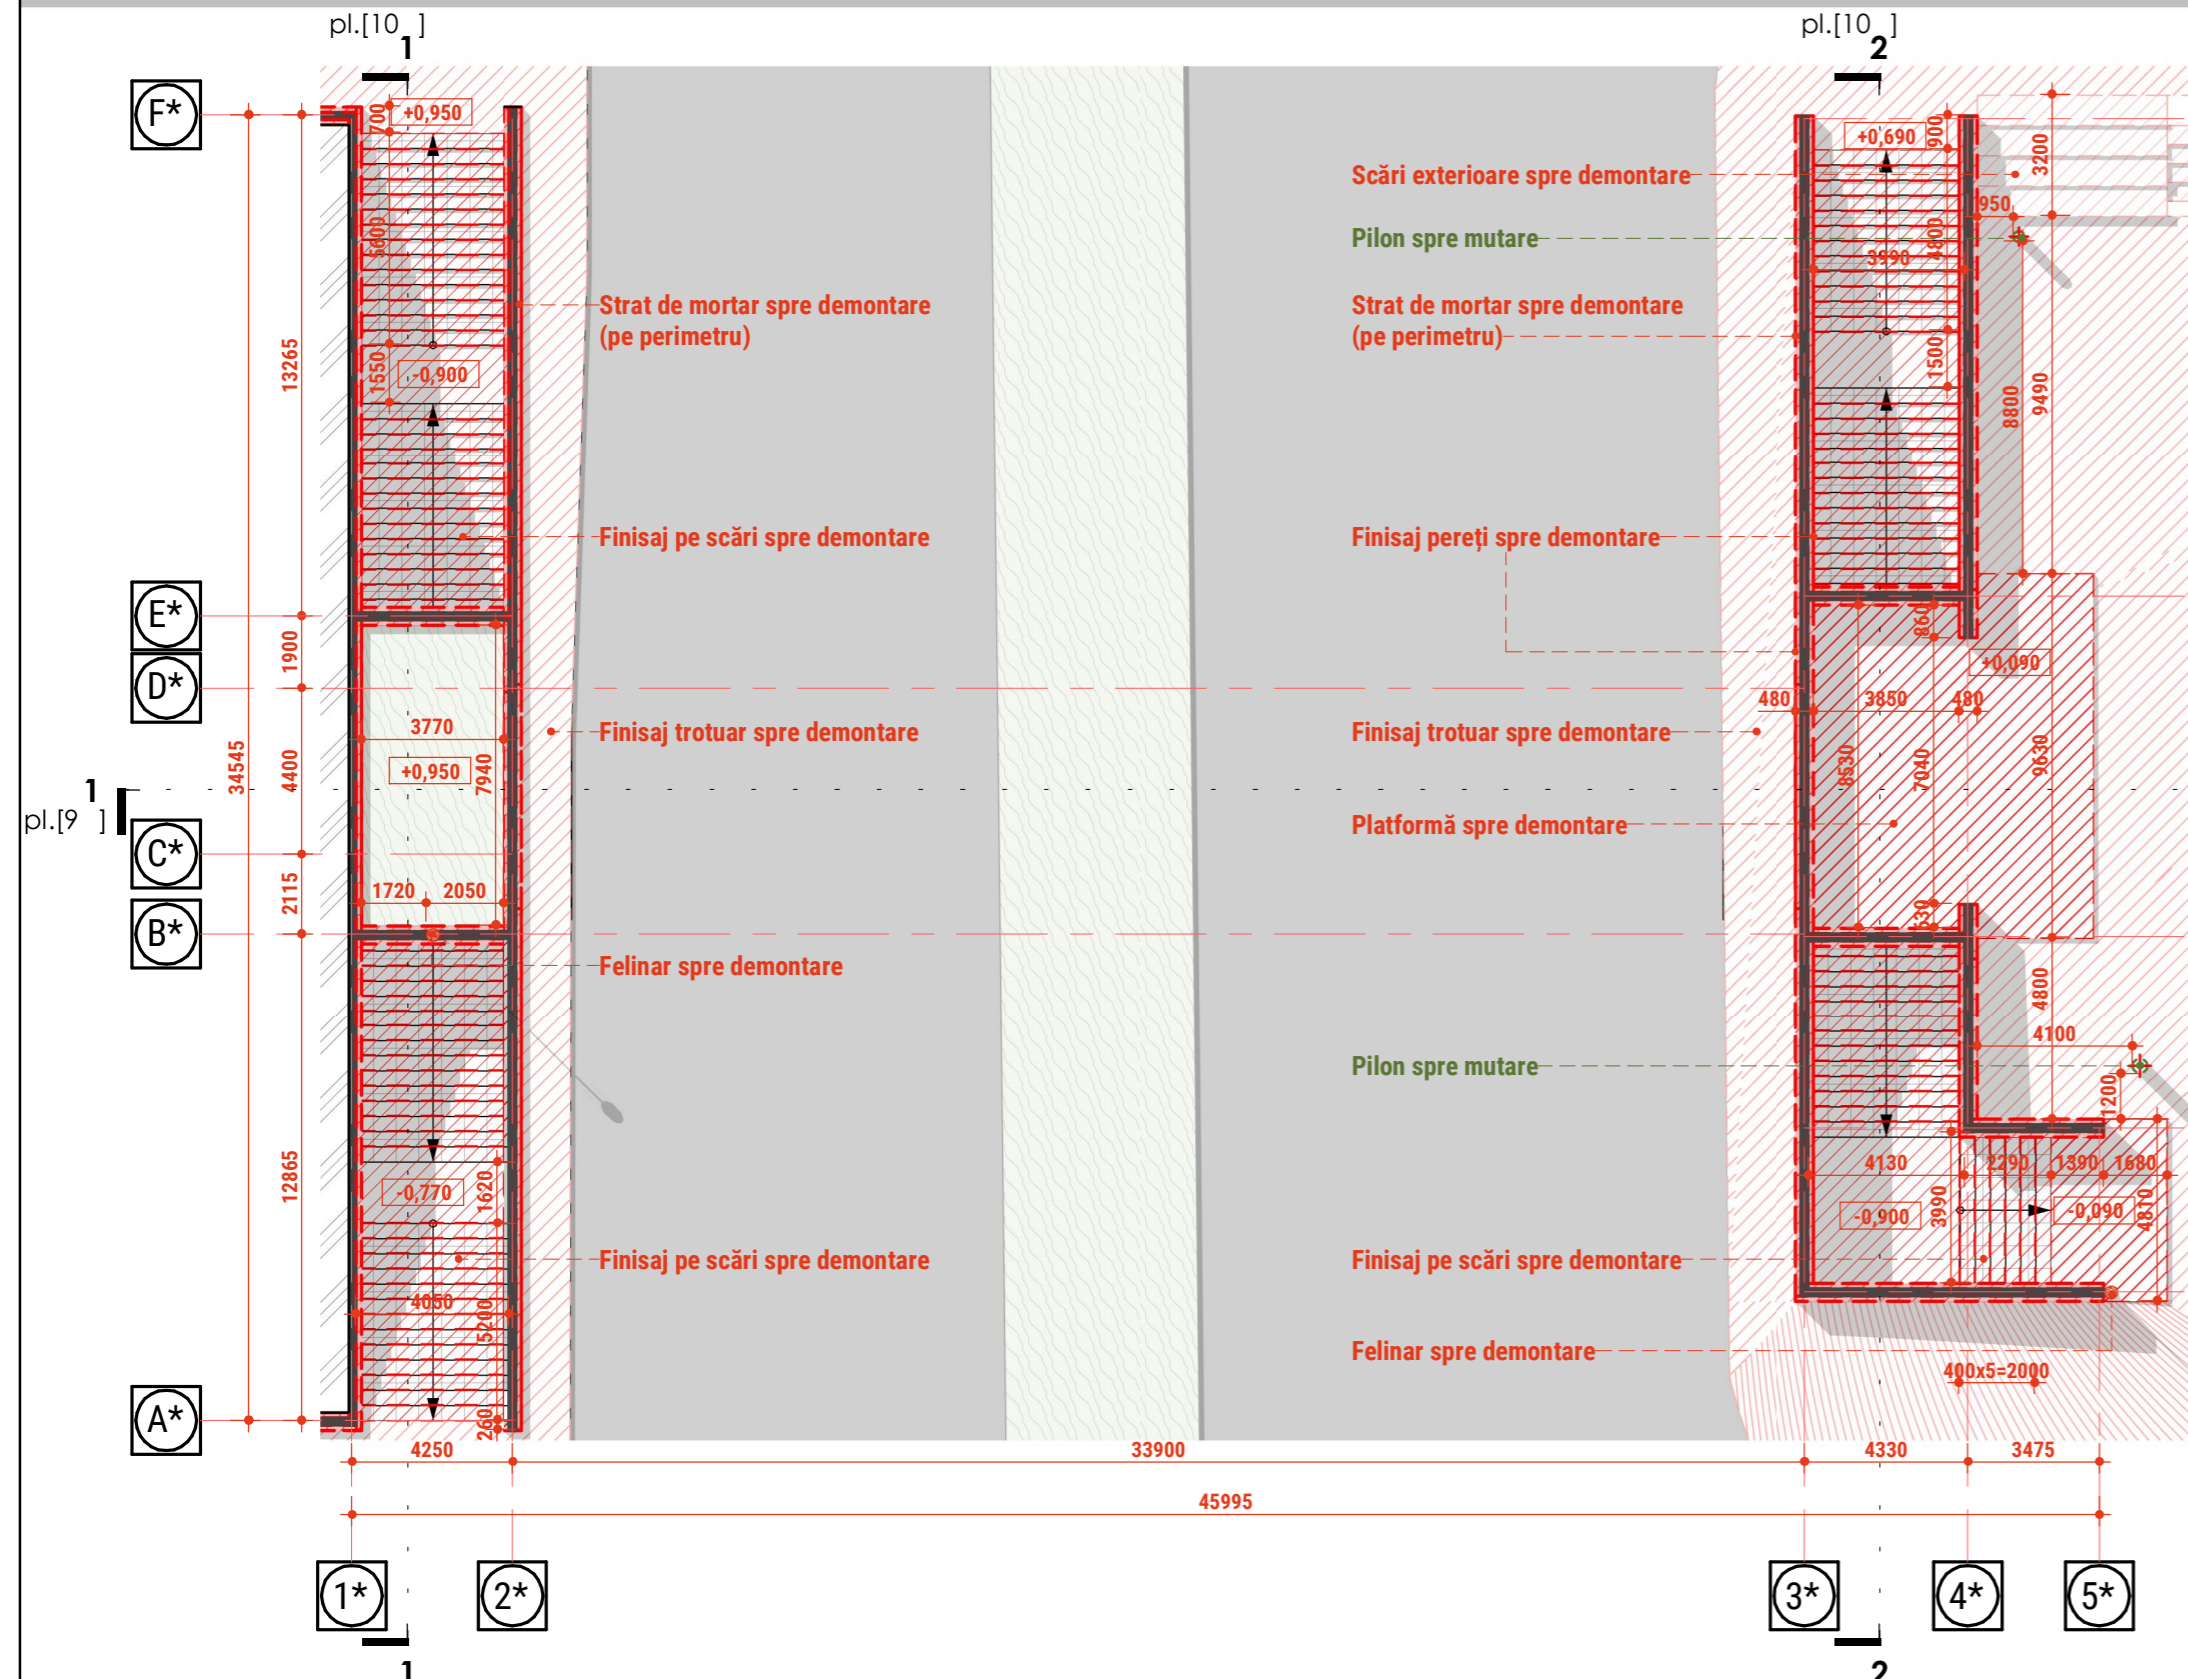 pl.[10 ]
1
pl.[10 ]
2
F*
E*
D*
C*
B*
A*
1
pl.[9 ]
34545
13265
1900
4400
2115
12865
700
+0,950
5600
1550
-0,900
3770
+0,950
7940
1720
2050
-0,770
1620
4050
5200
260
Strat de mortar spre demontare
(pe perimetru)
Finisaj pe scări spre demontare
Finisaj trotuar spre demontare
Felinar spre demontare
Finisaj pe scări spre demontare
Scări exterioare spre demontare
Pilon spre mutare
Strat de mortar spre demontare
(pe perimetru)
Finisaj pereți spre demontare
Finisaj trotuar spre demontare
Platformă spre demontare
Pilon spre mutare
Finisaj pe scări spre demontare
Felinar spre demontare
+0,690
900
3200
950
4800
3990
1500
8800
9490
860
+0,090
480
3850
480
8530
7040
9630
630
4800
4100
1200
4130
2290
1390
1680
-0,900
3990
-0,090
4810
400x5=2000
4250
33900
4330
3475
45995
1*
2*
3*
4*
5*
1
2